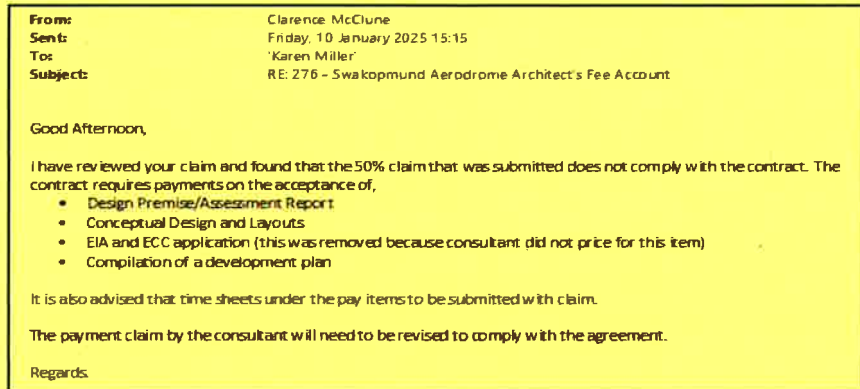 From: Clarence McClune
Sent: Friday, 10 January 2025 15:15
To: 'Karen Miller'
Subject: RE: 276 – Swakopmund Aerodrome Architect's Fee Account
Good Afternoon,
I have reviewed your claim and found that the 50% claim that was submitted does not comply with the contract. The
contract requires payments on the acceptance of,
• Design Premise/Assessment Report
• Conceptual Design and Layouts
• EIA and ECC application (this was removed because consultant did not price for this item)
• Compilation of a development plan
It is also advised that time sheets under the pay items to be submitted with claim.
The payment claim by the consultant will need to be revised to comply with the agreement.
Regards.